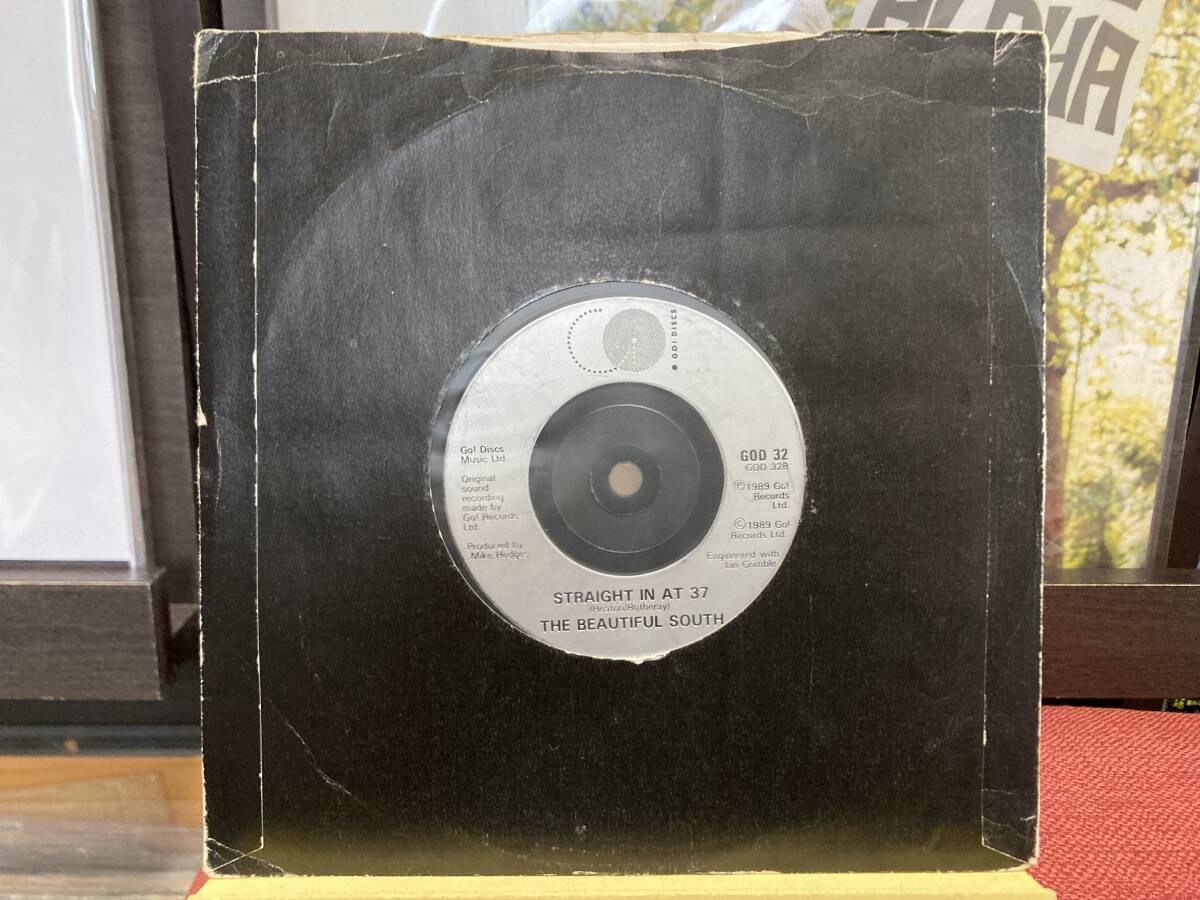 ALPHA
GO! DISCS
Go! Discs
Music Ltd.
Original
sound
recording
made by
Go! Records
Ltd.
Produced by
Mike Hedges
GOD 32
GOD 32B
℗1989 Go!
Records
Ltd.
©1989 Go!
Records Ltd.
Engineered with
Ian Grimble
STRAIGHT IN AT 37
(Heaton/Rotheray)
THE BEAUTIFUL SOUTH